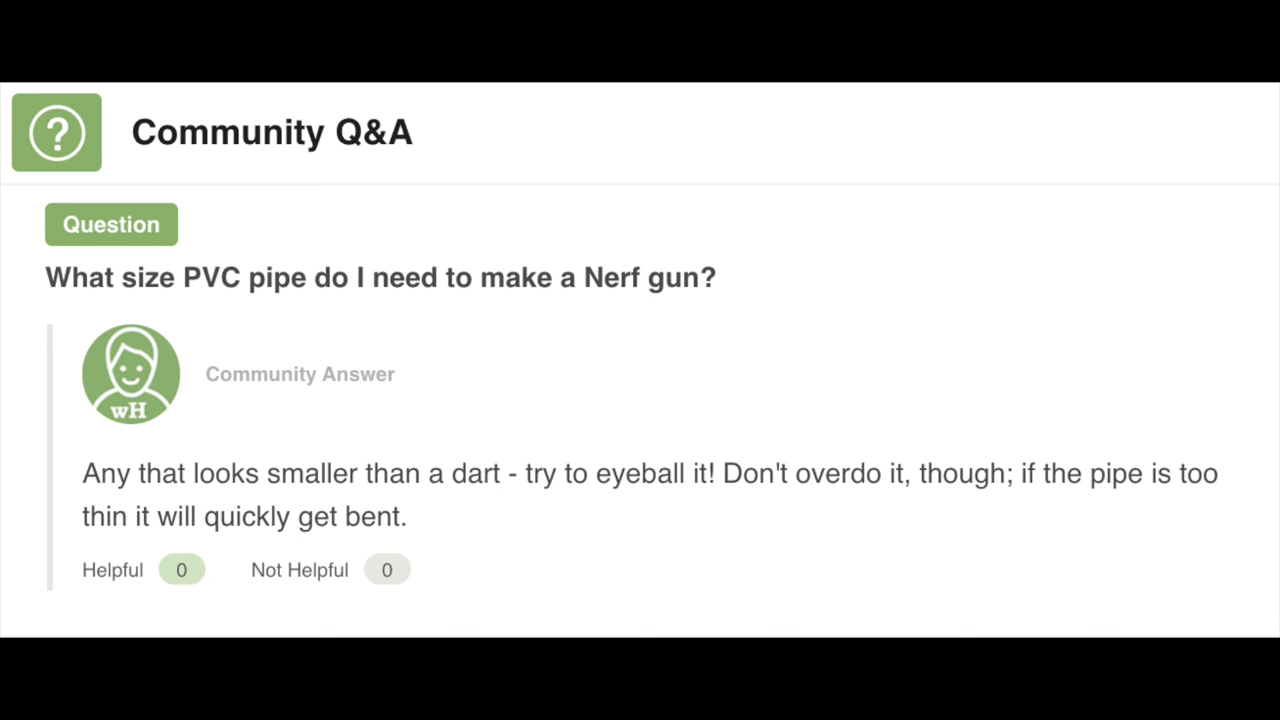 ?
Community Q&A
Question
What size PVC pipe do I need to make a Nerf gun?
wH
Community Answer
Any that looks smaller than a dart - try to eyeball it! Don't overdo it, though; if the pipe is too
thin it will quickly get bent.
Helpful 0 Not Helpful 0